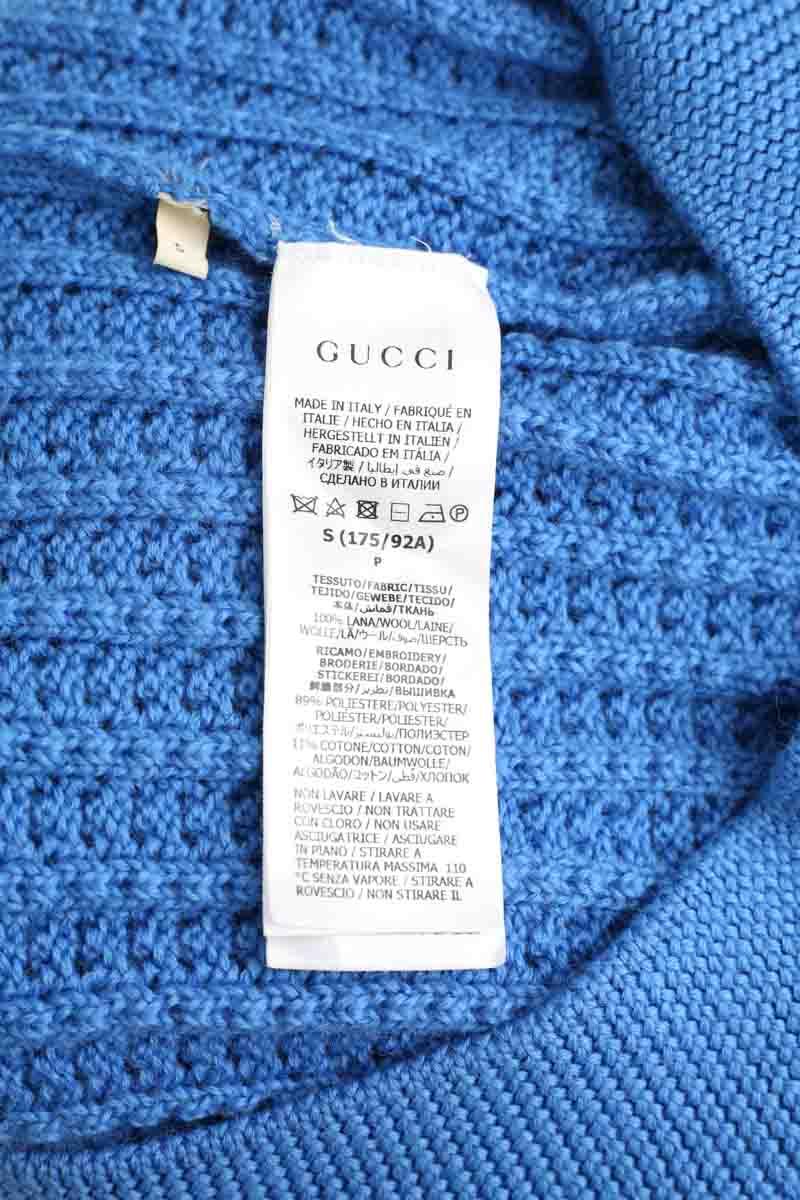 GUCCI
MADE IN ITALY / FABRIQUÉ EN
ITALIE / HECHO EN ITALIA /
HERGESTELLT IN ITALIEN /
FABRICADO EM ITÁLIA /
イタリア製 / صنع في إيطاليا /
СДЕЛАНО В ИТАЛИИ
P
S (175/92A)
P
TESSUTO/FABRIC/TISSU/
TEJIDO/GEWEBE/TECIDO/
本体/قماش/ТКАНЬ
100% LANA/WOOL/LAINE/
WOLLE/LÃ/ウール/صوف/ШЕРСТЬ
RICAMO/EMBROIDERY/
BRODERIE/BORDADO/
STICKEREI/BORDADO/
刺繍部分/تطريز/ВЫШИВКА
89% POLIESTERE/POLYESTER/
POLIÉSTER/POLIESTER/
ポリエステル/بوليستر/ПОЛИЭСТЕР
11% COTONE/COTTON/COTON/
ALGODON/BAUMWOLLE/
ALGODÃO/コットン/قطن/ХЛОПОК
NON LAVARE / LAVARE A
ROVESCIO / NON TRATTARE
CON CLORO / NON USARE
ASCIUGATRICE / ASCIUGARE
IN PIANO / STIRARE A
TEMPERATURA MASSIMA 110
°C SENZA VAPORE / STIRARE A
ROVESCIO / NON STIRARE IL